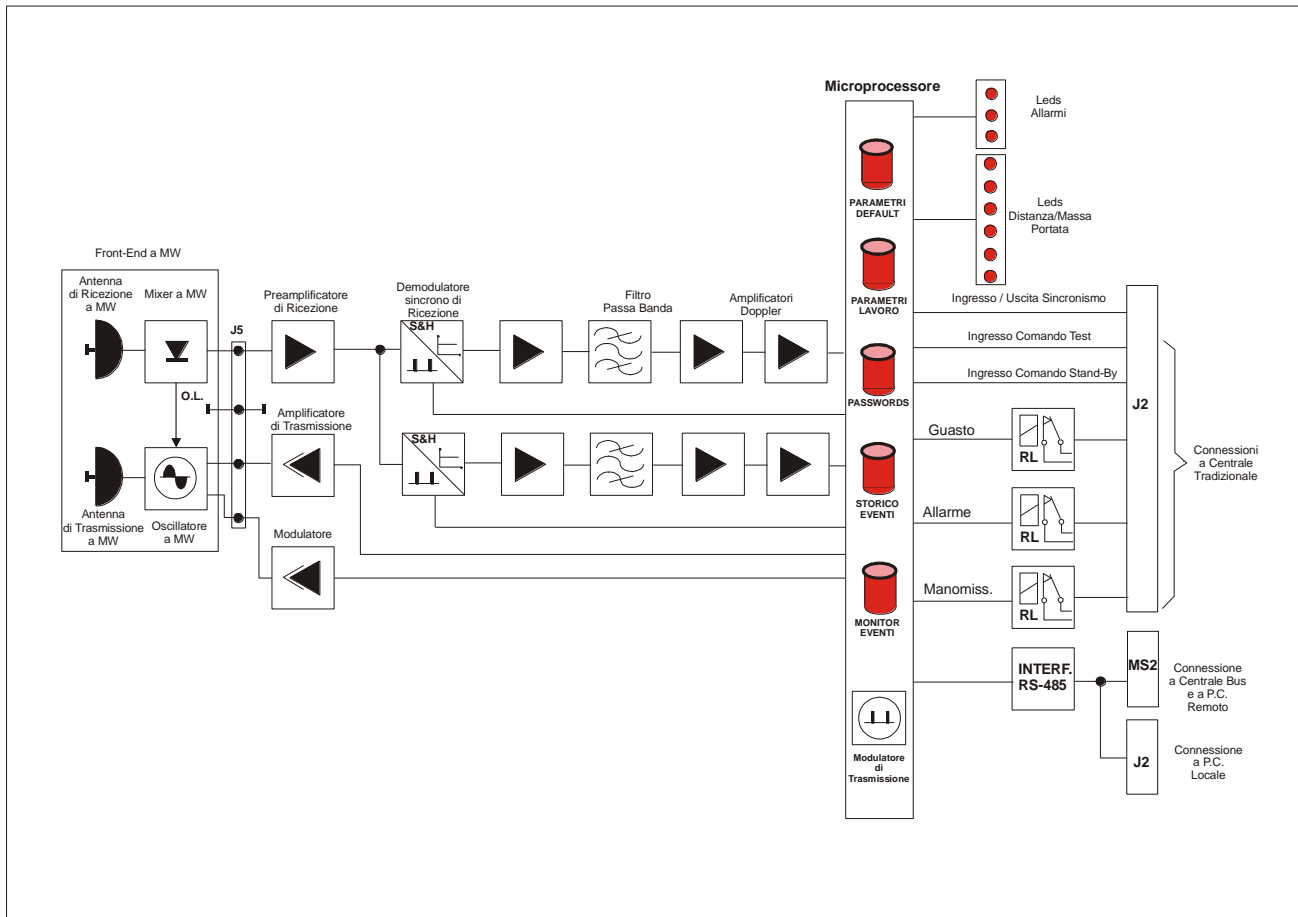 Microprocessore
Leds
Allarmi
PARAMETRI
DEFAULT
Leds
Distanza/Massa
Portata
Front-End a MW
Antenna
di Ricezione
a MW
Mixer a MW
J5
Preamplificatore
di Ricezione
Demodulatore
sincrono di
Ricezione
S&H
Filtro
Passa Banda
Amplificatori
Doppler
PARAMETRI
LAVORO
Ingresso / Uscita Sincronismo
Ingresso Comando Test
Ingresso Comando Stand-By
J2
O.L.
PASSWORDS
Amplificatore
di Trasmissione
S&H
Guasto
RL
Connessioni
a Centrale
Tradizionale
Antenna
di Trasmissione
a MW
Oscillatore
a MW
STORICO
EVENTI
Allarme
RL
Modulatore
Manomiss.
RL
MONITOR
EVENTI
INTERF.
RS-485
MS2
Connessione
a Centrale Bus
e a P.C.
Remoto
Modulatore
di
Trasmissione
J2
Connessione
a P.C.
Locale